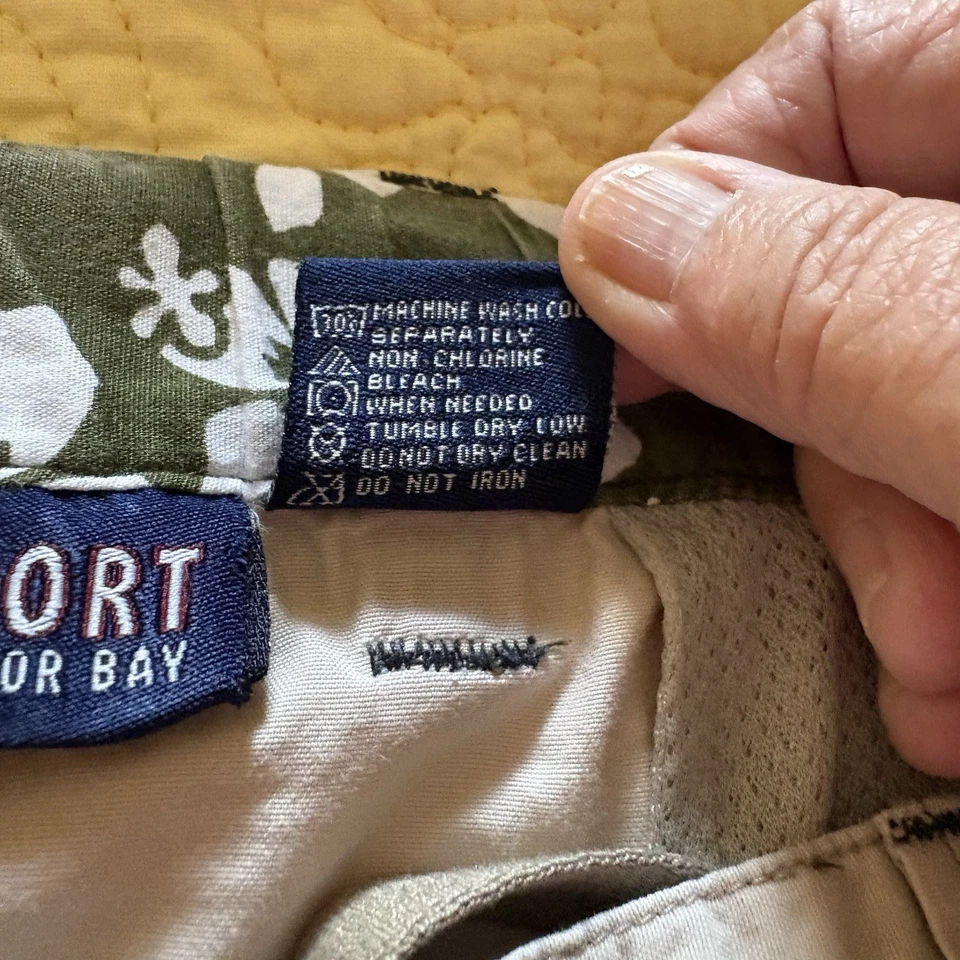 MACHINE WASH COL
SEPARATELY
NON CHLORINE
BLEACH
WHEN NEEDED
TUMBLE DRY LOW
DO NOT DRY CLEAN
DO NOT IRON
ORT
OR BAY